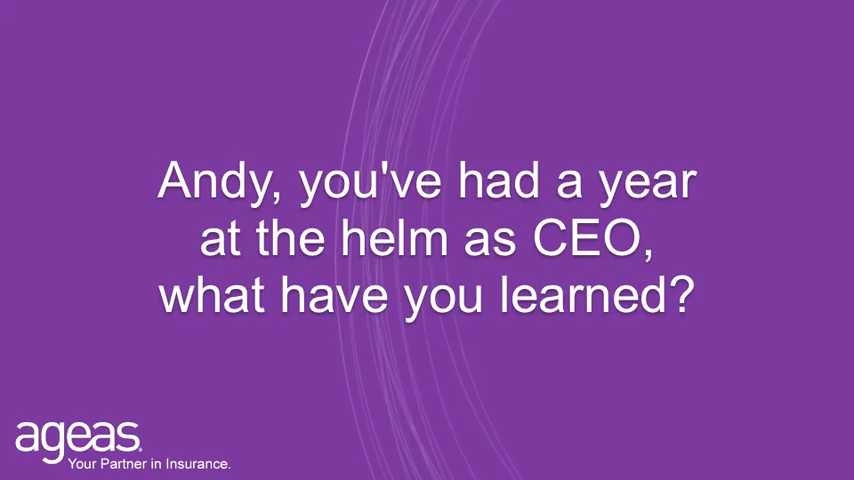 Andy, you've had a year
at the helm as CEO,
what have you learned?
ageas.
Your Partner in Insurance.